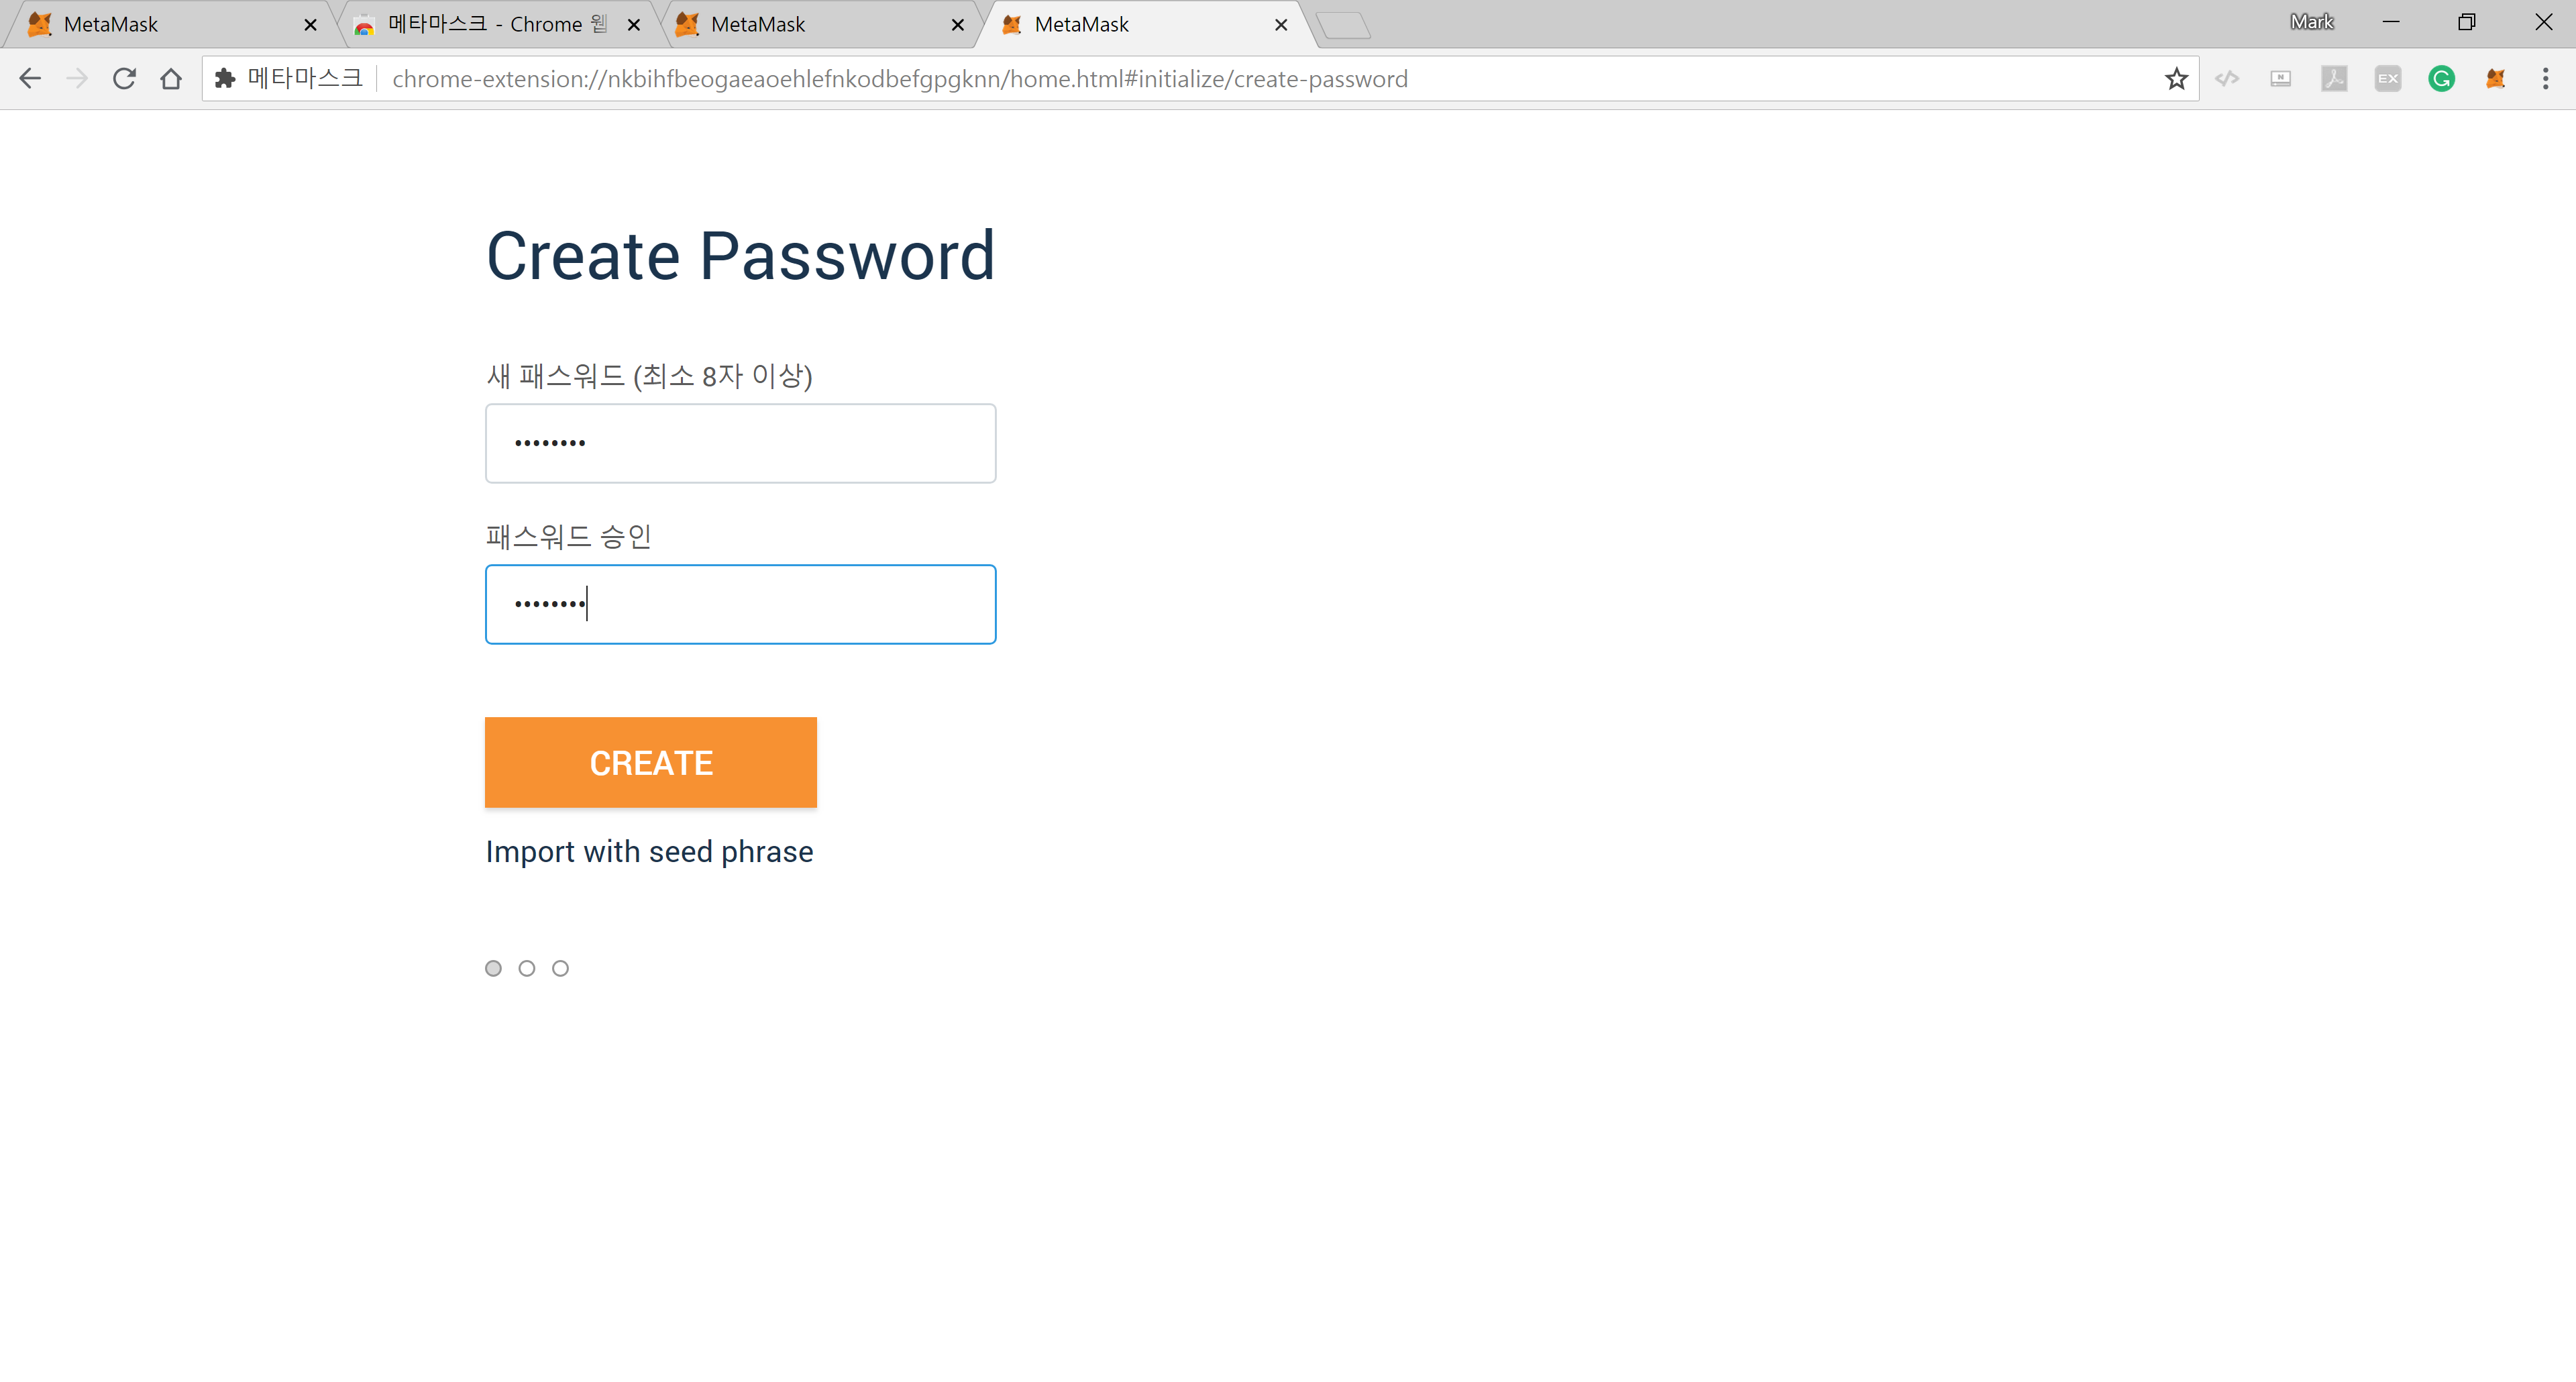 MetaMask
메타마스크 - Chrome 웹
MetaMask
MetaMask
Mark
메타마스크
chrome-extension://nkbihfbeogaeaoehlefnkodbefgpgknn/home.html#initialize/create-password
EX
Create Password
새 패스워드 (최소 8자 이상)
••••••••
패스워드 승인
••••••••
CREATE
Import with seed phrase